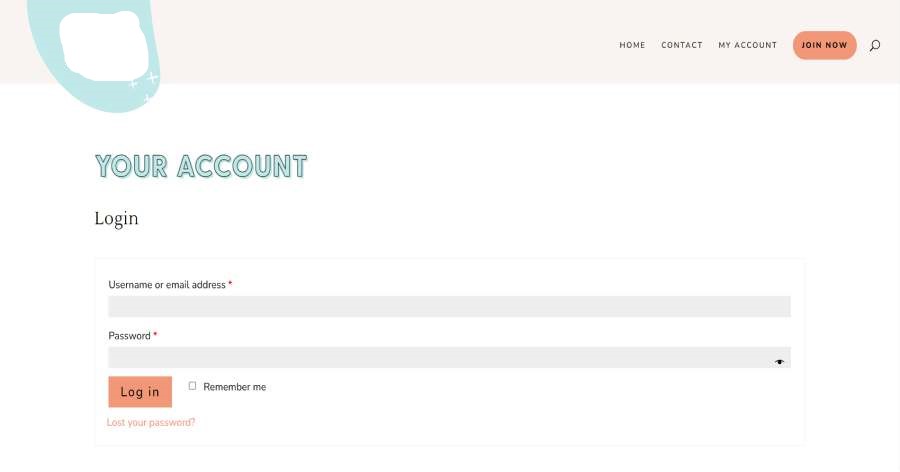 HOME CONTACT MY ACCOUNT JOIN NOW
YOUR ACCOUNT
Login
Username or email address *
Password *
Log in Remember me
Lost your password?